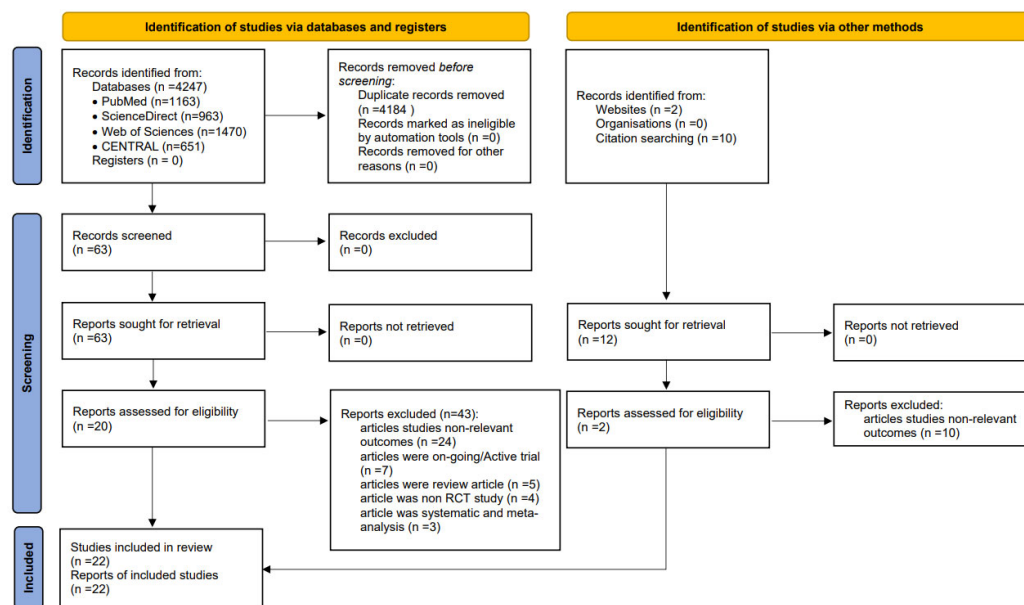 Identification of studies via databases and registers
Identification of studies via other methods
Identification
Records identified from:
Databases (n =4247)
• PubMed (n=1163)
• ScienceDirect (n=963)
• Web of Sciences (n=1470)
• CENTRAL (n=651)
Registers (n = 0)
Records removed before
screening:
Duplicate records removed
(n =4184 )
Records marked as ineligible
by automation tools (n =0)
Records removed for other
reasons (n =0)
Records identified from:
Websites (n =2)
Organisations (n =0)
Citation searching (n =10)
Screening
Records screened
(n =63)
Records excluded
(n =0)
Reports sought for retrieval
(n =63)
Reports not retrieved
(n =0)
Reports sought for retrieval
(n =12)
Reports not retrieved
(n =0)
Reports assessed for eligibility
(n =20)
Reports excluded (n=43):
articles studies non-relevant
outcomes (n =24)
articles were on-going/Active trial
(n =7)
articles were review article (n =5)
article was non RCT study (n =4)
article was systematic and meta-
analysis (n =3)
Reports assessed for eligibility
(n =2)
Reports excluded:
articles studies non-relevant
outcomes (n =10)
Included
Studies included in review
(n =22)
Reports of included studies
(n =22)